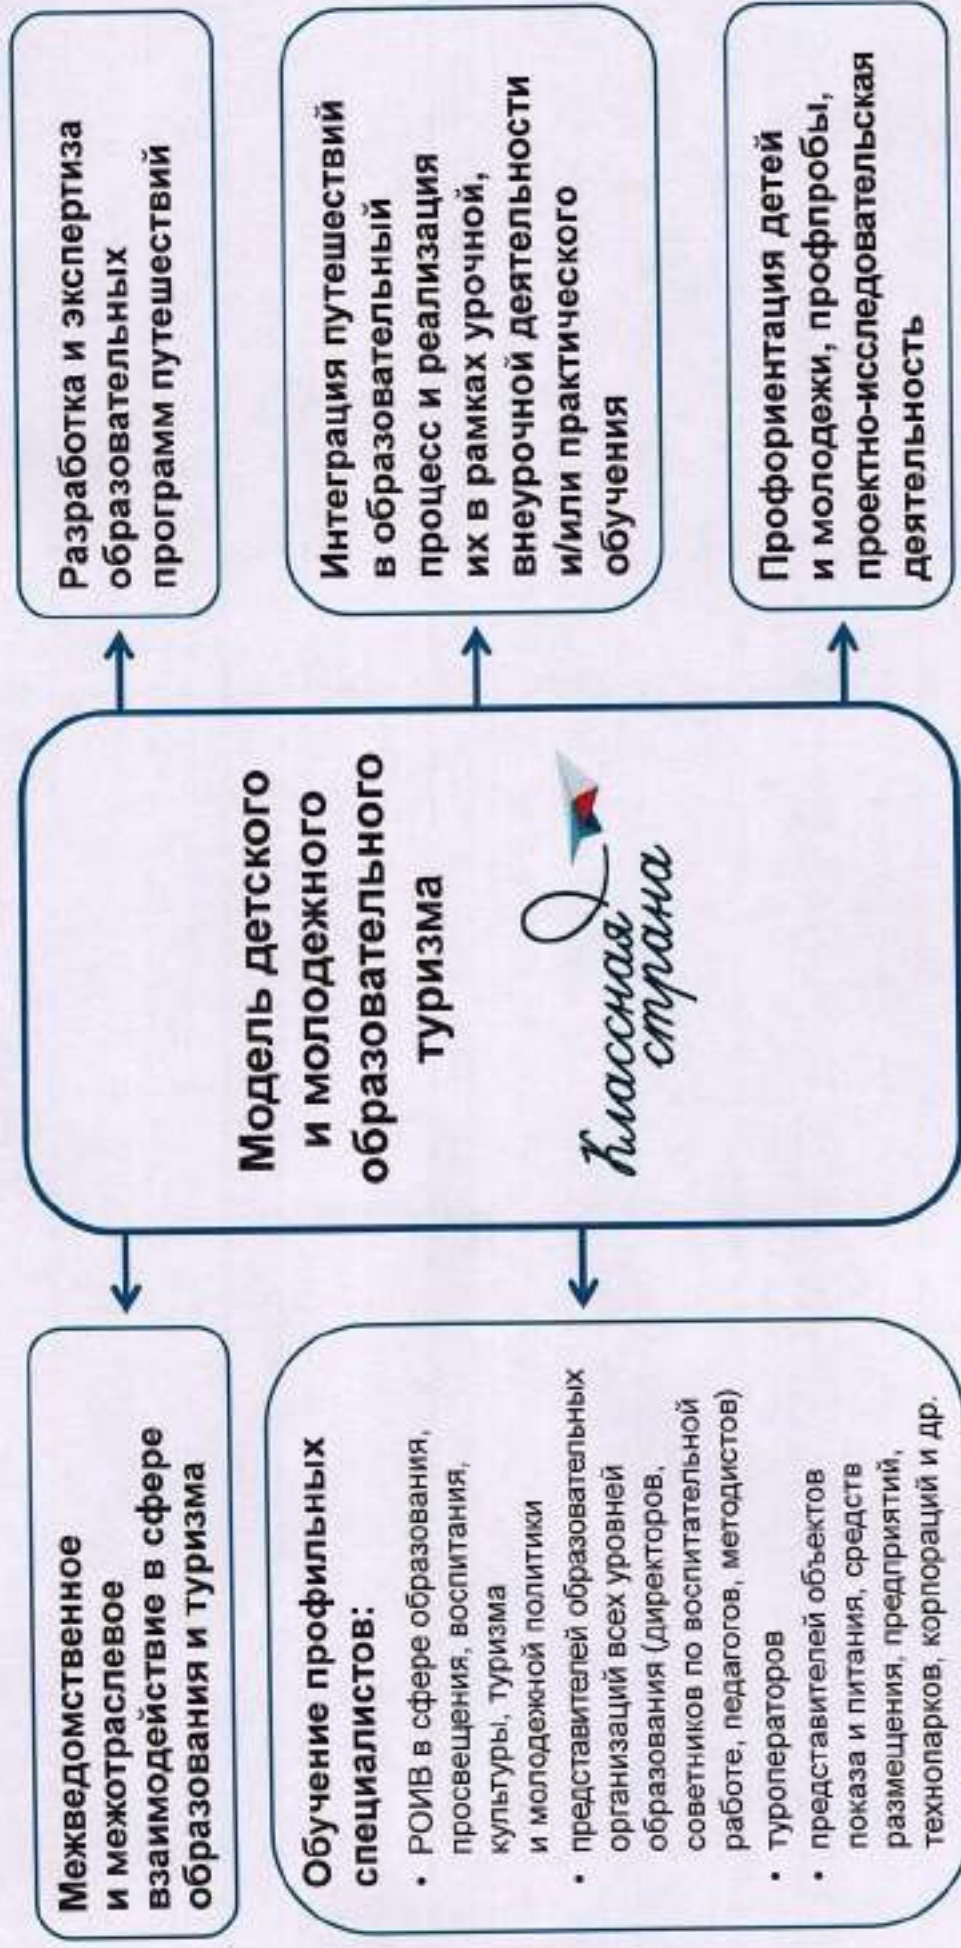 Межведомственное
и межотраслевое
взаимодействие в сфере
образования и туризма
Обучение профильных
специалистов:
• РОИВ в сфере образования,
просвещения, воспитания,
культуры, туризма
и молодежной политики
• представителей образовательных
организаций всех уровней
образования (директоров,
советников по воспитательной
работе, педагогов, методистов)
• туроператоров
• представителей объектов
показа и питания, средств
размещения, предприятий,
технопарков, корпораций и др.
Модель детского
и молодежного
образовательного
туризма
Классная
страна
Разработка и экспертиза
образовательных
программ путешествий
Интеграция путешествий
в образовательный
процесс и реализация
их в рамках урочной,
внеурочной деятельности
и/или практического
обучения
Профориентация детей
и молодежи, профпробы,
проектно-исследовательская
деятельность